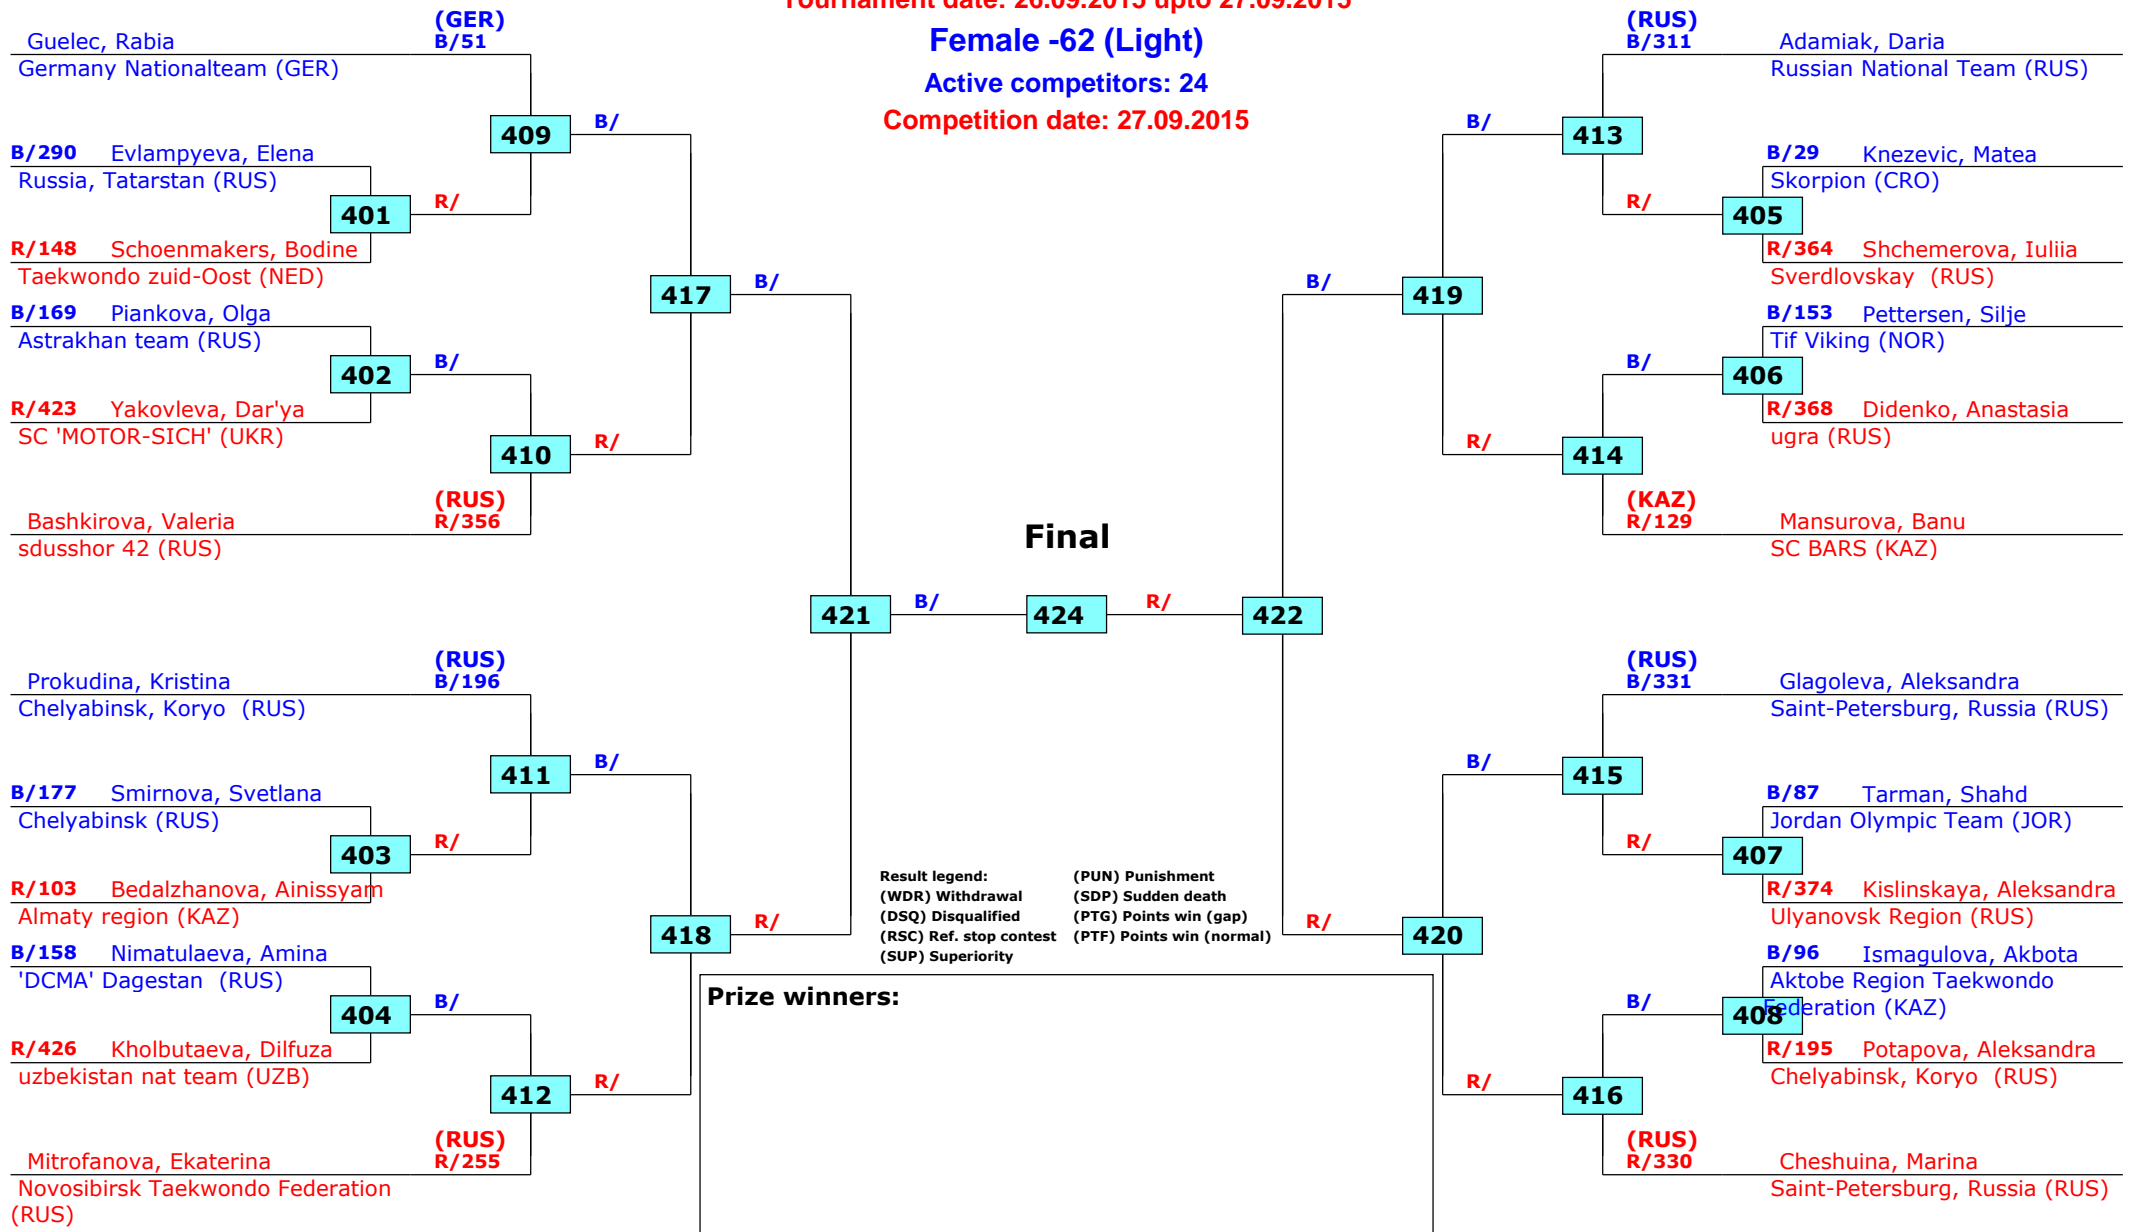 Tournament date: 26.09.2015 upto 27.09.2015
Female -62 (Light)
Active competitors: 24
Competition date: 27.09.2015
(GER)
Guelec, Rabia B/51
Germany Nationalteam (GER)
409 B/
B/290 Evlampyeva, Elena
Russia, Tatarstan (RUS)
401 R/
R/148 Schoenmakers, Bodine
Taekwondo zuid-Oost (NED)
417 B/
B/169 Piankova, Olga
Astrakhan team (RUS)
402 B/
R/423 Yakovleva, Dar'ya
SC 'MOTOR-SICH' (UKR)
410 R/
(RUS)
Bashkirova, Valeria R/356
sdusshor 42 (RUS)
(RUS)
Prokudina, Kristina B/196
Chelyabinsk, Koryo (RUS)
411 B/
B/177 Smirnova, Svetlana
Chelyabinsk (RUS)
403 R/
R/103 Bedalzhanova, Ainissyam
Almaty region (KAZ)
418 R/
B/158 Nimatulaeva, Amina
'DCMA' Dagestan (RUS)
404 B/
R/426 Kholbutaeva, Dilfuza
uzbekistan nat team (UZB)
412 R/
(RUS)
Mitrofanova, Ekaterina R/255
Novosibirsk Taekwondo Federation
(RUS)
Final
421 B/ 424 R/ 422
(RUS)
B/311 Adamiak, Daria
Russian National Team (RUS)
B/ 413
B/29 Knezevic, Matea
Skorpion (CRO)
R/ 405
R/364 Shchemerova, Iuliia
Sverdlovskay (RUS)
B/ 419
B/153 Pettersen, Silje
Tif Viking (NOR)
B/ 406
R/368 Didenko, Anastasia
ugra (RUS)
R/ 414
(KAZ)
R/129 Mansurova, Banu
SC BARS (KAZ)
(RUS)
B/331 Glagoleva, Aleksandra
Saint-Petersburg, Russia (RUS)
B/ 415
B/87 Tarman, Shahd
Jordan Olympic Team (JOR)
R/ 407
R/374 Kislinskaya, Aleksandra
Ulyanovsk Region (RUS)
R/ 420
B/96 Ismagulova, Akbota
Aktobe Region Taekwondo
Federation (KAZ)
B/ 408
R/195 Potapova, Aleksandra
Chelyabinsk, Koryo (RUS)
R/ 416
(RUS)
R/330 Cheshuina, Marina
Saint-Petersburg, Russia (RUS)
Result legend: (PUN) Punishment
(WDR) Withdrawal (SDP) Sudden death
(DSQ) Disqualified (PTG) Points win (gap)
(RSC) Ref. stop contest (PTF) Points win (normal)
(SUP) Superiority
Prize winners: